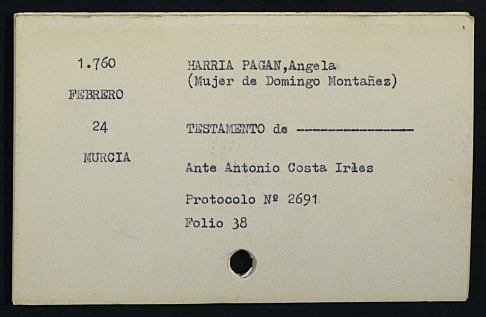 1.760
FEBRERO
24
MURCIA
HARRIA PAGAN,Angela
(Mujer de Domingo Montañez)
TESTAMENTO de ---------------
Ante Antonio Costa Irles
Protocolo Nº 2691
Folio 38